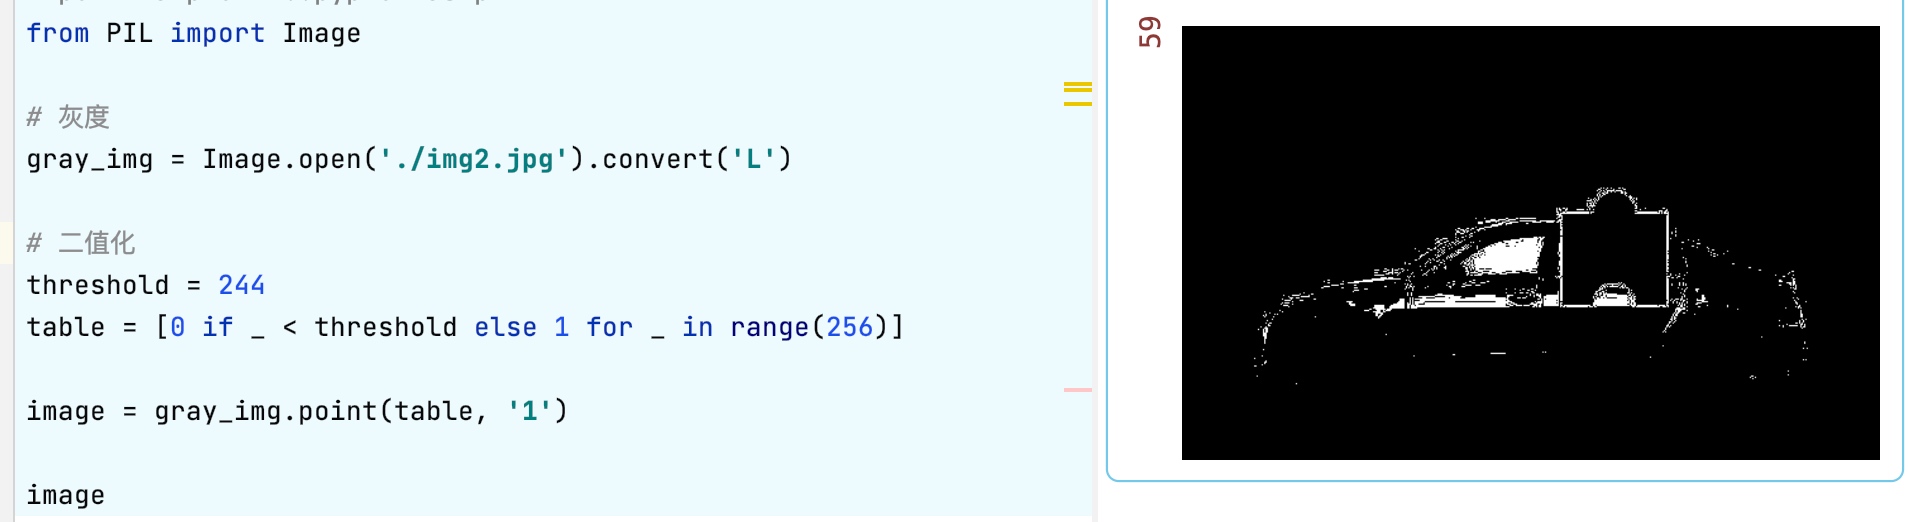 from PIL import Image
# 灰度
gray_img = Image.open('./img2.jpg').convert('L')
# 二值化
threshold = 244
table = [0 if _ < threshold else 1 for _ in range(256)]
image = gray_img.point(table, '1')
image
59